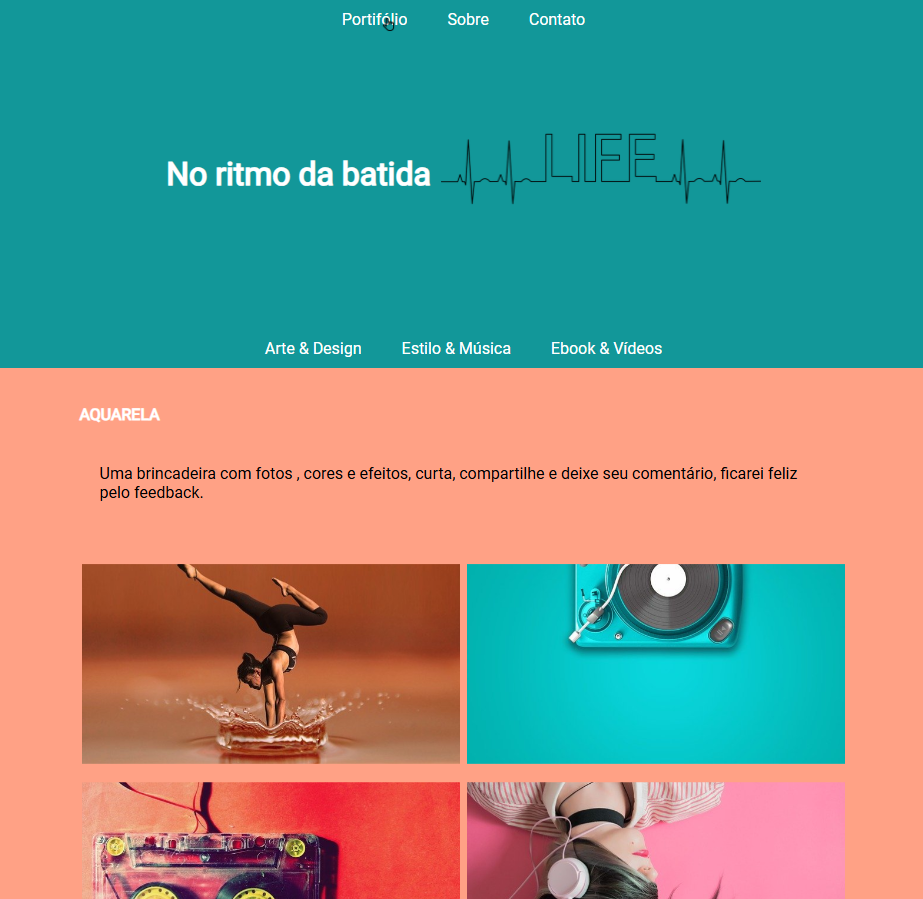 Portifólio Sobre Contato
No ritmo da batida LIFE
Arte & Design Estilo & Música Ebook & Vídeos
AQUARELA
Uma brincadeira com fotos , cores e efeitos, curta, compartilhe e deixe seu comentário, ficarei feliz
pelo feedback.